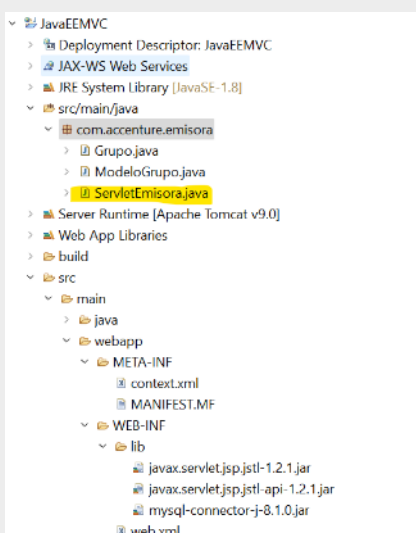 JavaEEMVC
Deployment Descriptor: JavaEEMVC
JAX-WS Web Services
JRE System Library [JavaSE-1.8]
src/main/java
com.accenture.emisora
Grupo.java
ModeloGrupo.java
ServletEmisora.java
Server Runtime [Apache Tomcat v9.0]
Web App Libraries
build
src
main
java
webapp
META-INF
context.xml
MANIFEST.MF
WEB-INF
lib
javax.servlet.jsp.jstl-1.2.1.jar
javax.servlet.jsp.jstl-api-1.2.1.jar
mysql-connector-j-8.1.0.jar
web.xml